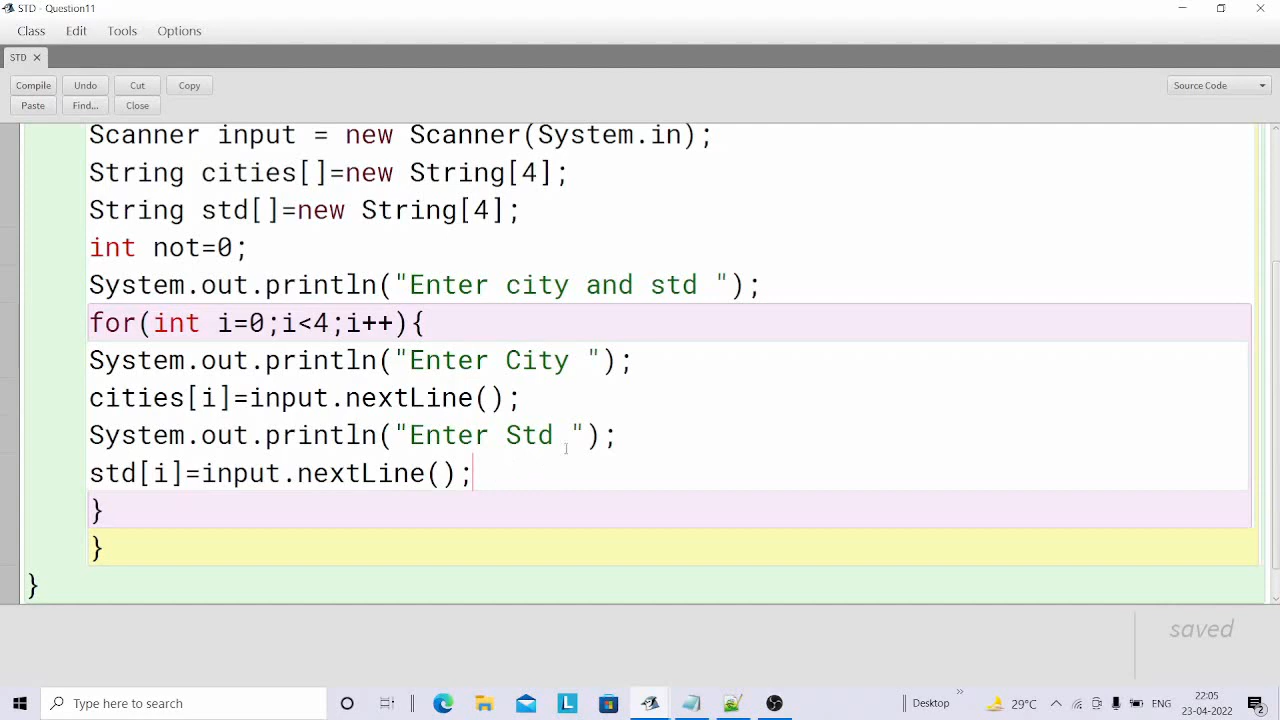 STD - Question11
Class Edit Tools Options
STD ×
Compile Undo Cut Copy Source Code
Paste Find... Close
Scanner input = new Scanner(System.in);
String cities[]=new String[4];
String std[]=new String[4];
int not=0;
System.out.println("Enter city and std ");
for(int i=0;i<4;i++){
System.out.println("Enter City ");
cities[i]=input.nextLine();
System.out.println("Enter Std ");
std[i]=input.nextLine();
}
}
}
saved
Type here to search L Desktop » 29°C ENG 22:05
23-04-2022 2